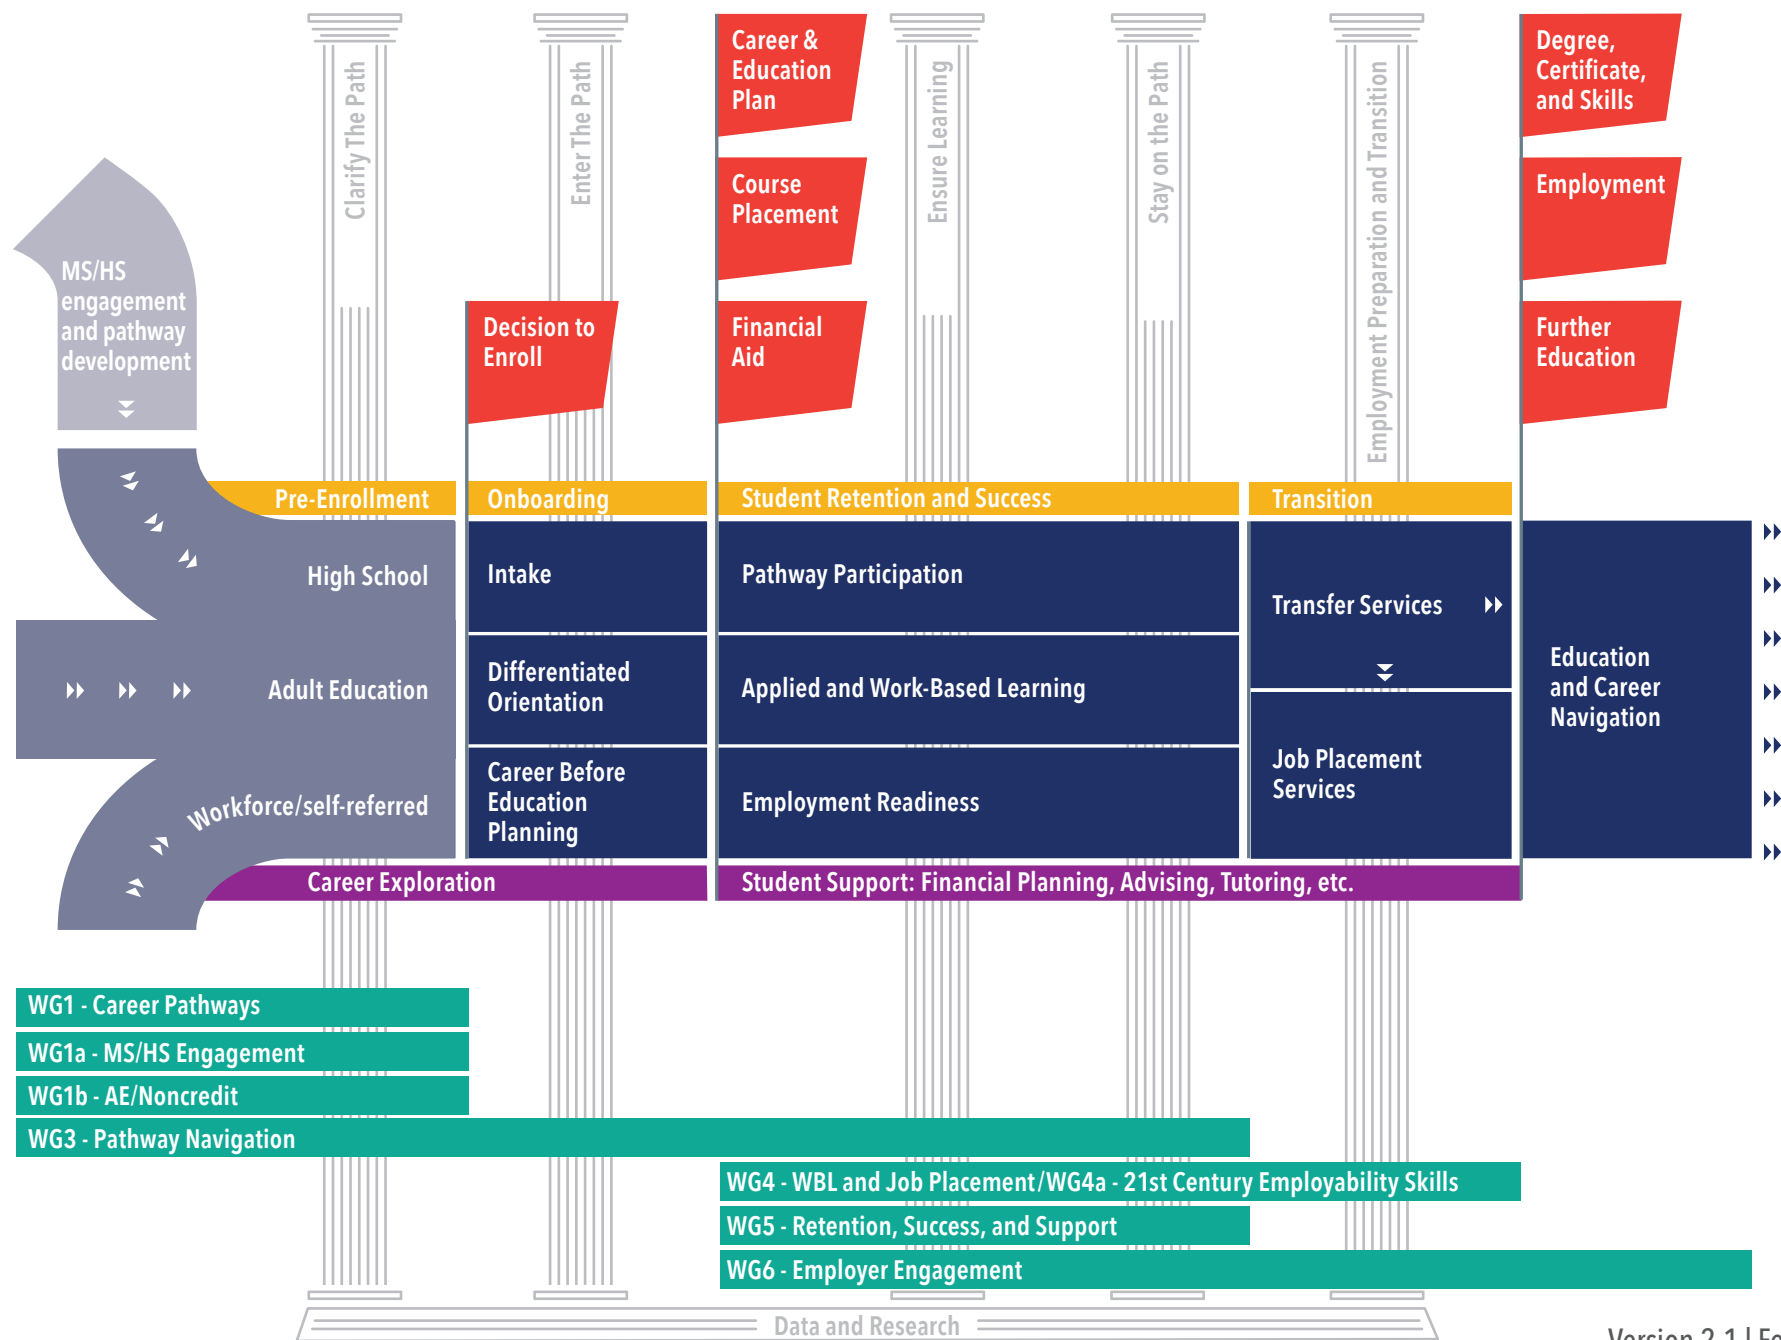 Clarify The Path
Enter The Path
Career &
Education
Plan
Ensure Learning
Stay on the Path
Employment Preparation and Transition
Degree,
Certificate,
and Skills
Course
Placement
Employment
MS/HS
engagement
and pathway
development
Decision to
Enroll
Financial
Aid
Further
Education
Pre-Enrollment
Onboarding
Student Retention and Success
Transition
High School
Adult Education
Workforce/self-referred
Intake
Differentiated
Orientation
Career Before
Education
Planning
Pathway Participation
Applied and Work-Based Learning
Employment Readiness
Transfer Services
Job Placement
Services
Education
and Career
Navigation
Career Exploration
Student Support: Financial Planning, Advising, Tutoring, etc.
WG1 - Career Pathways
WG1a - MS/HS Engagement
WG1b - AE/Noncredit
WG3 - Pathway Navigation
WG4 - WBL and Job Placement/WG4a - 21st Century Employability Skills
WG5 - Retention, Success, and Support
WG6 - Employer Engagement
Data and Research
Version 2.1 |